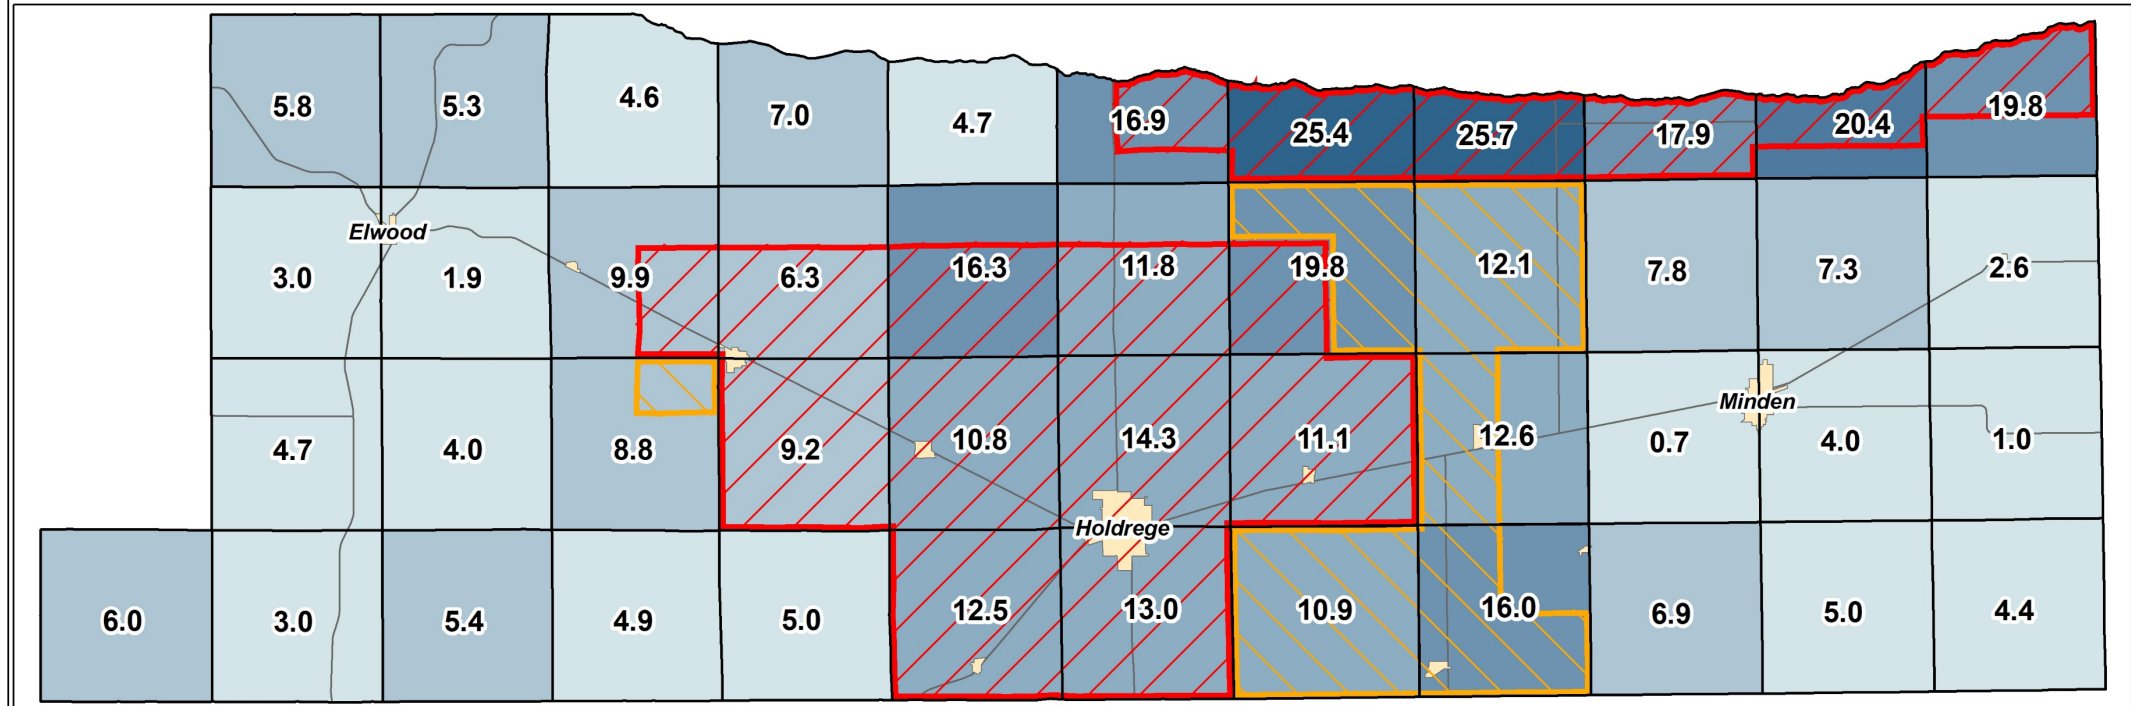 5.8 5.3 4.6 7.0 4.7 16.9 25.4 25.7 17.9 20.4 19.8
Elwood
3.0 1.9 9.9 6.3 16.3 11.8 19.8 12.1 7.8 7.3 2.6
Minden
4.7 4.0 8.8 9.2 10.8 14.3 11.1 12.6 0.7 4.0 1.0
Holdrege
6.0 3.0 5.4 4.9 5.0 12.5 13.0 10.9 16.0 6.9 5.0 4.4